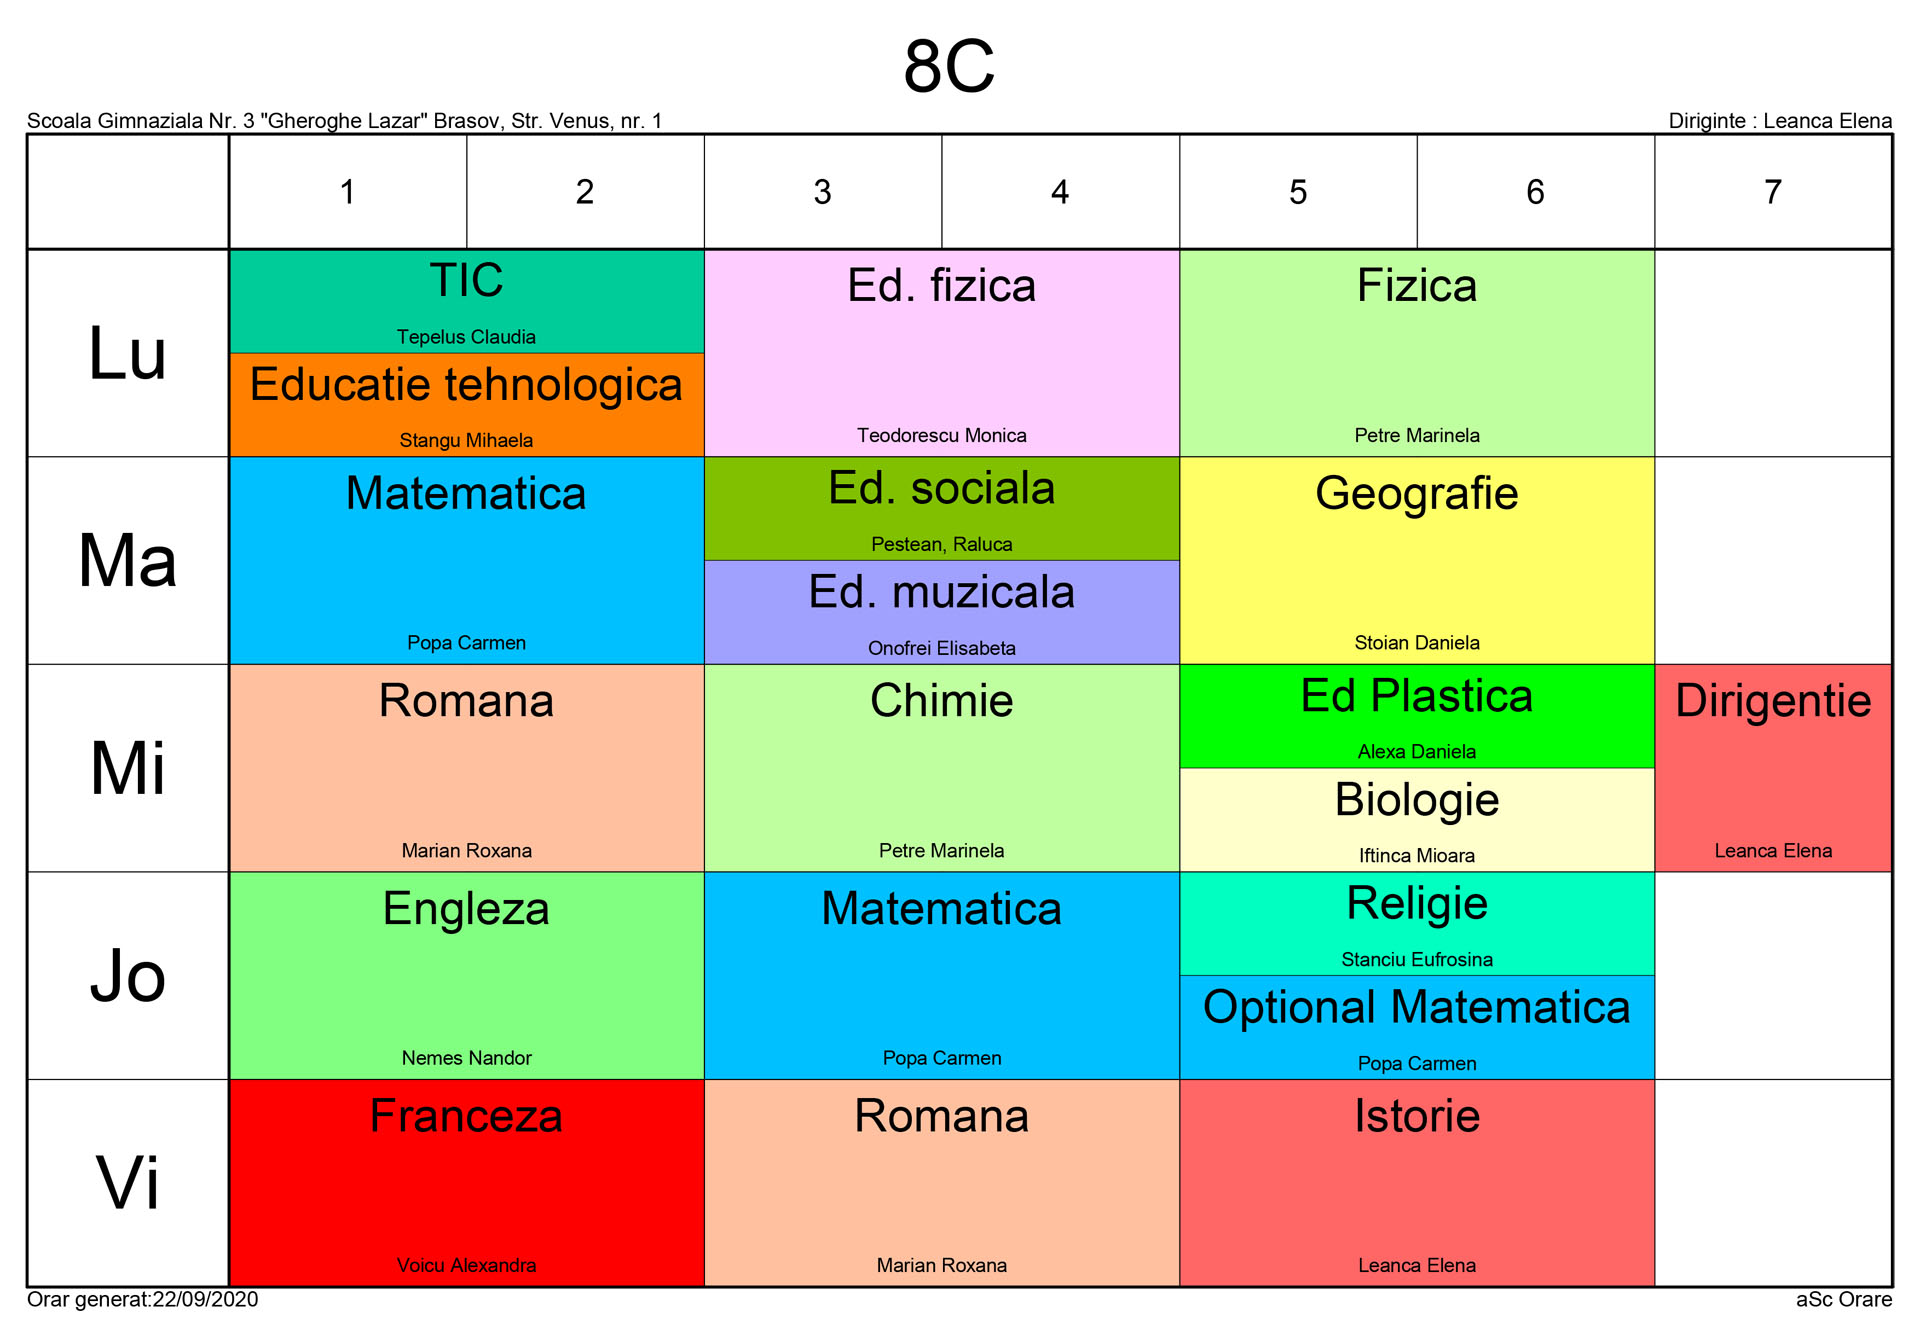 8C
Scoala Gimnaziala Nr. 3 "Gheroghe Lazar" Brasov, Str. Venus, nr. 1
Diriginte : Leanca Elena
1 2 3 4 5 6 7
Lu
TIC
Tepelus Claudia
Educatie tehnologica
Stangu Mihaela
Ed. fizica
Teodorescu Monica
Fizica
Petre Marinela
Ma
Matematica
Popa Carmen
Ed. sociala
Pestean, Raluca
Ed. muzicala
Onofrei Elisabeta
Geografie
Stoian Daniela
Mi
Romana
Marian Roxana
Chimie
Petre Marinela
Ed Plastica
Alexa Daniela
Biologie
Iftinca Mioara
Dirigentie
Leanca Elena
Jo
Engleza
Nemes Nandor
Matematica
Popa Carmen
Religie
Stanciu Eufrosina
Optional Matematica
Popa Carmen
Vi
Franceza
Voicu Alexandra
Romana
Marian Roxana
Istorie
Leanca Elena
Orar generat:22/09/2020
aSc Orare